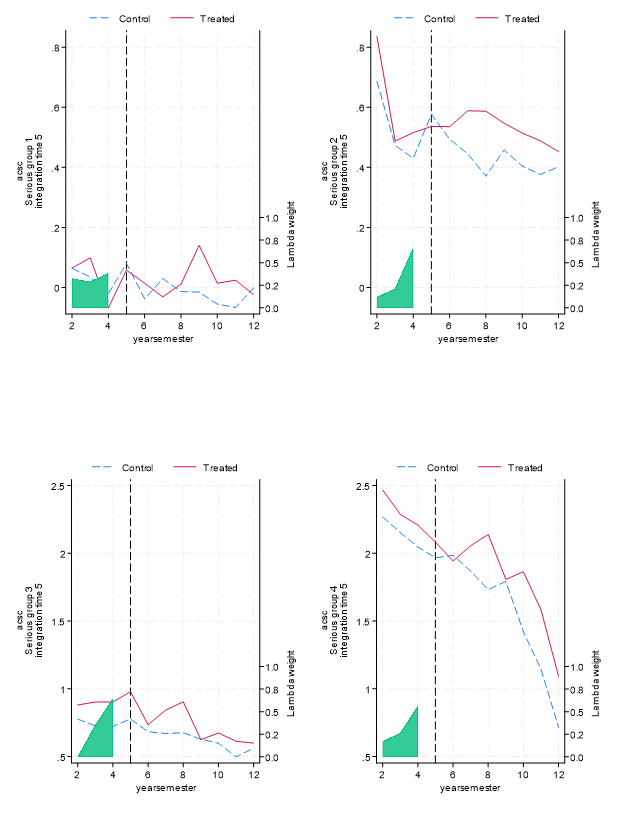 Control Treated
acsc
Serious group 1
integration time 5
.8
.6
.4
.2
0
Lambda weight
1.0
0.8
0.5
0.2
0.0
2 4 6 8 10 12
yearsemester
Control Treated
acsc
Serious group 2
integration time 5
.8
.6
.4
.2
0
Lambda weight
1.0
0.8
0.5
0.2
0.0
2 4 6 8 10 12
yearsemester
Control Treated
acsc
Serious group 3
integration time 5
2.5
2
1.5
1
.5
Lambda weight
1.0
0.8
0.5
0.2
0.0
2 4 6 8 10 12
yearsemester
Control Treated
acsc
Serious group 4
integration time 5
2.5
2
1.5
1
.5
Lambda weight
1.0
0.8
0.5
0.2
0.0
2 4 6 8 10 12
yearsemester